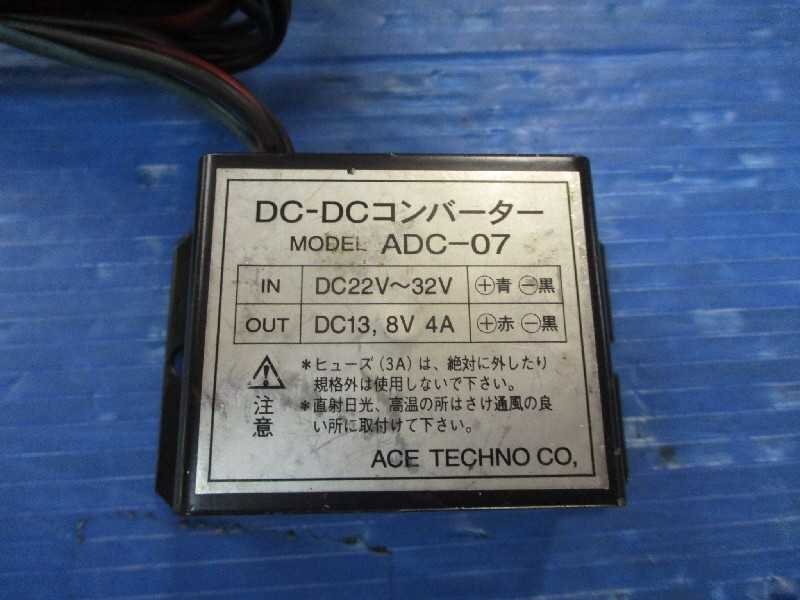 DC-DCコンバーター
MODEL ADC-07
IN DC22V〜32V ⊕青 ⊖黒
OUT DC13,8V 4A ⊕赤 ⊖黒
注意
*ヒューズ(3A)は、絶対に外したり
規格外は使用しないで下さい。
*直射日光、高温の所はさけ通風の良
い所に取付けて下さい。
ACE TECHNO CO,